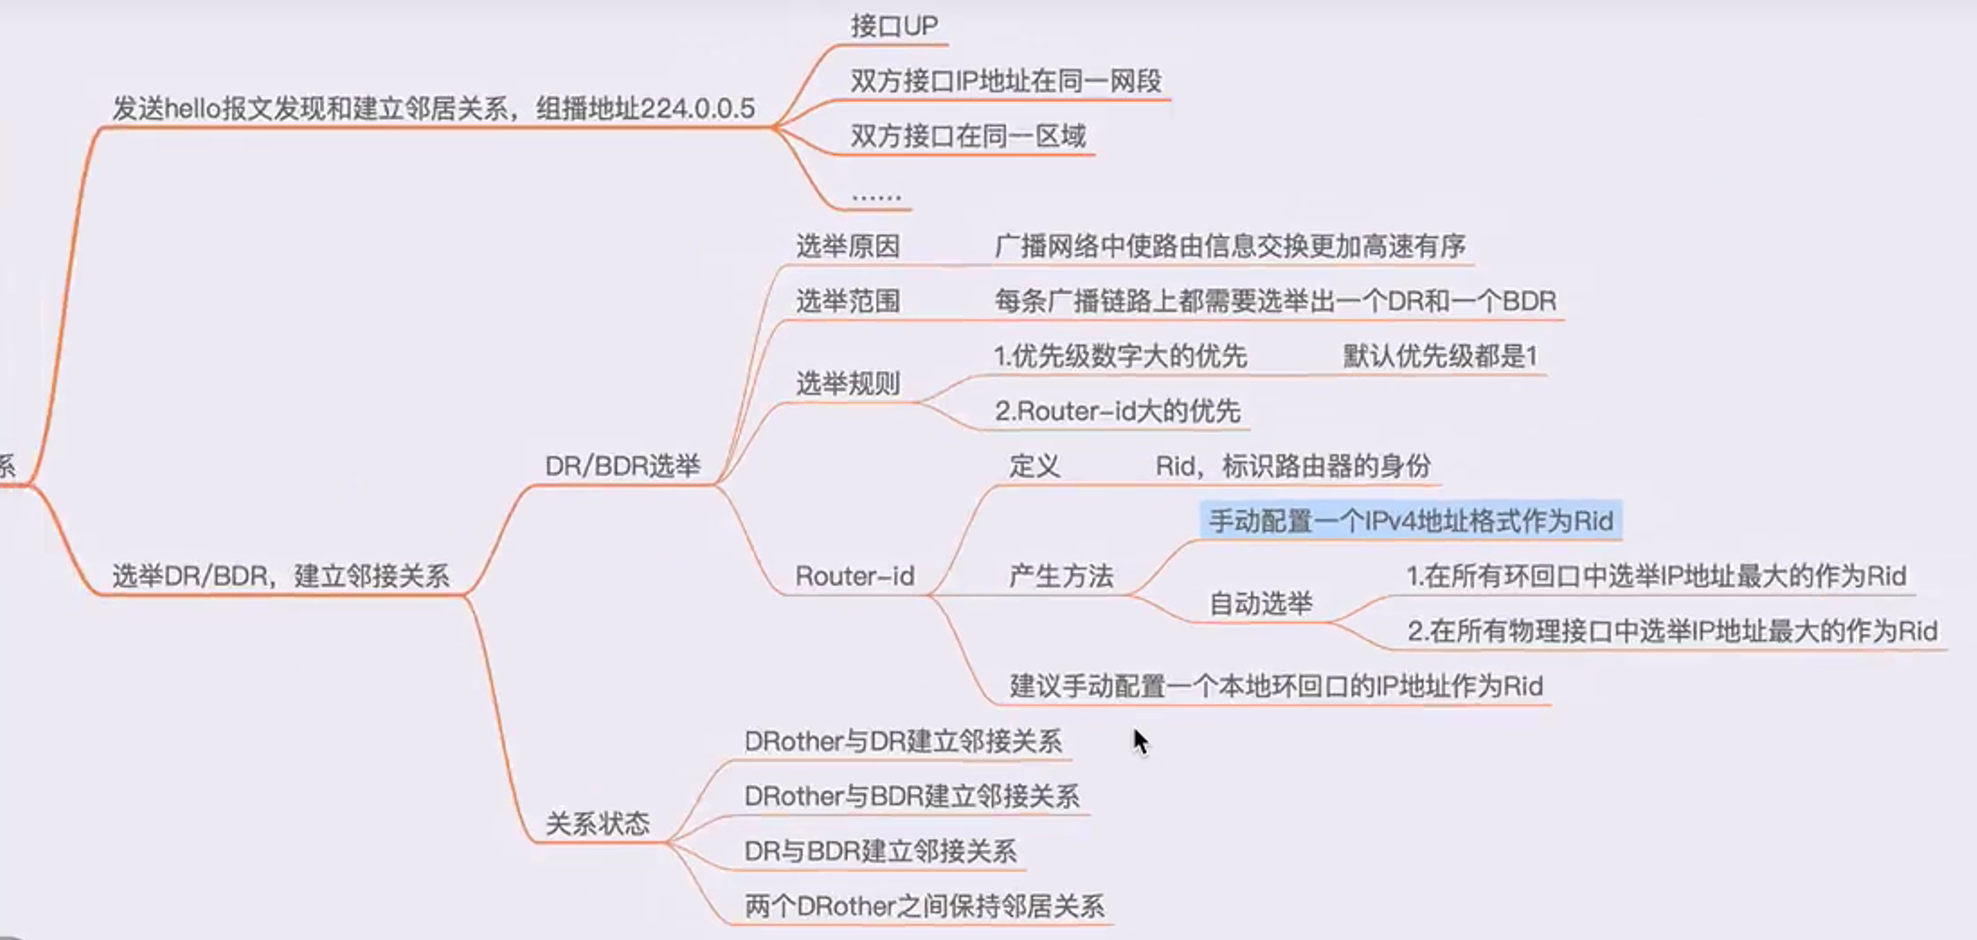 接口UP
双方接口IP地址在同一网段
发送hello报文发现和建立邻居关系，组播地址224.0.0.5
双方接口在同一区域
……
选举原因
广播网络中使路由信息交换更加高速有序
选举范围
每条广播链路上都需要选举出一个DR和一个BDR
选举规则
1.优先级数字大的优先
默认优先级都是1
2.Router-id大的优先
系
DR/BDR选举
定义
Rid，标识路由器的身份
手动配置一个IPv4地址格式作为Rid
选举DR/BDR，建立邻接关系
Router-id
产生方法
自动选举
1.在所有环回口中选举IP地址最大的作为Rid
2.在所有物理接口中选举IP地址最大的作为Rid
建议手动配置一个本地环回口的IP地址作为Rid
关系状态
DRother与DR建立邻接关系
DRother与BDR建立邻接关系
DR与BDR建立邻接关系
两个DRother之间保持邻居关系